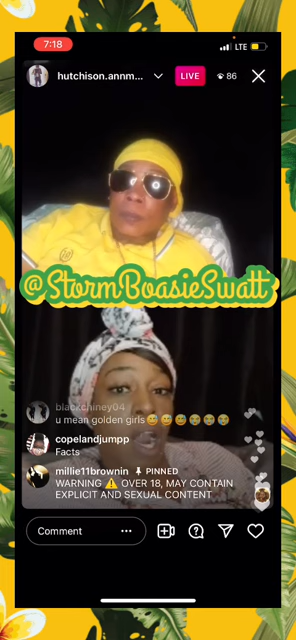 7:18
LTE
hutchison.annm...
LIVE
86
@StormBoasieSwatt
blackchiney04
u mean golden girls😂😂😂😂😂😂
copelandjumpp
Facts
millie11brownin 📌 PINNED
WARNING ⚠️ OVER 18, MAY CONTAIN
EXPLICIT AND SEXUAL CONTENT
Comment ...